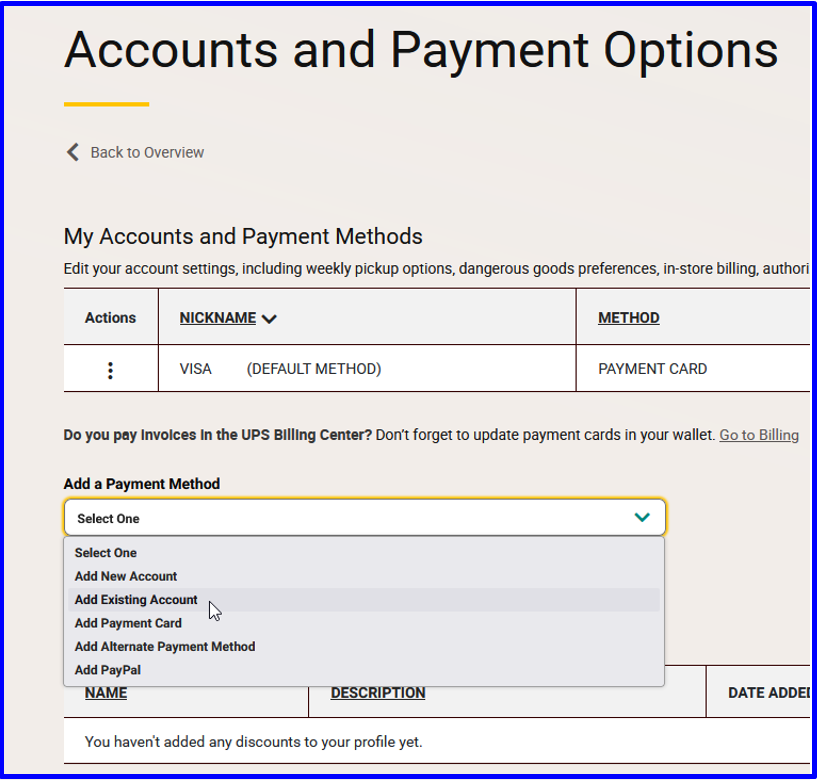 Accounts and Payment Options
Back to Overview
My Accounts and Payment Methods
Edit your account settings, including weekly pickup options, dangerous goods preferences, in-store billing,
Actions NICKNAME METHOD
VISA (DEFAULT METHOD) PAYMENT CARD
Do you pay invoices in the UPS Billing Center? Don't forget to update payment cards in your wallet. Go to Billing
Add a Payment Method
Select One
Select One
Add New Account
Add Existing Account
Add Payment Card
Add Alternate Payment Method
Add PayPal
NAME DESCRIPTION DATE ADDED
You haven't added any discounts to your profile yet.